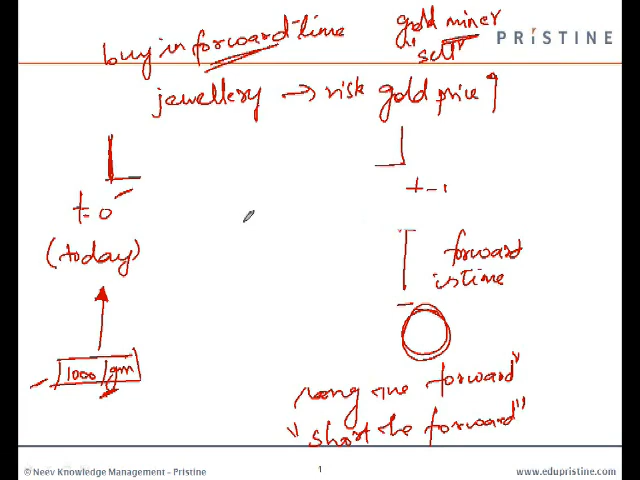 buy in forward-time
gold miner
"sell"
PRISTINE
jewellery → risk gold price ↑
t=0
t=1
(today)
forward
is time
1000/gm
long the forward"
"short the forward"
© Neev Knowledge Management – Pristine
1
www.edupristine.com